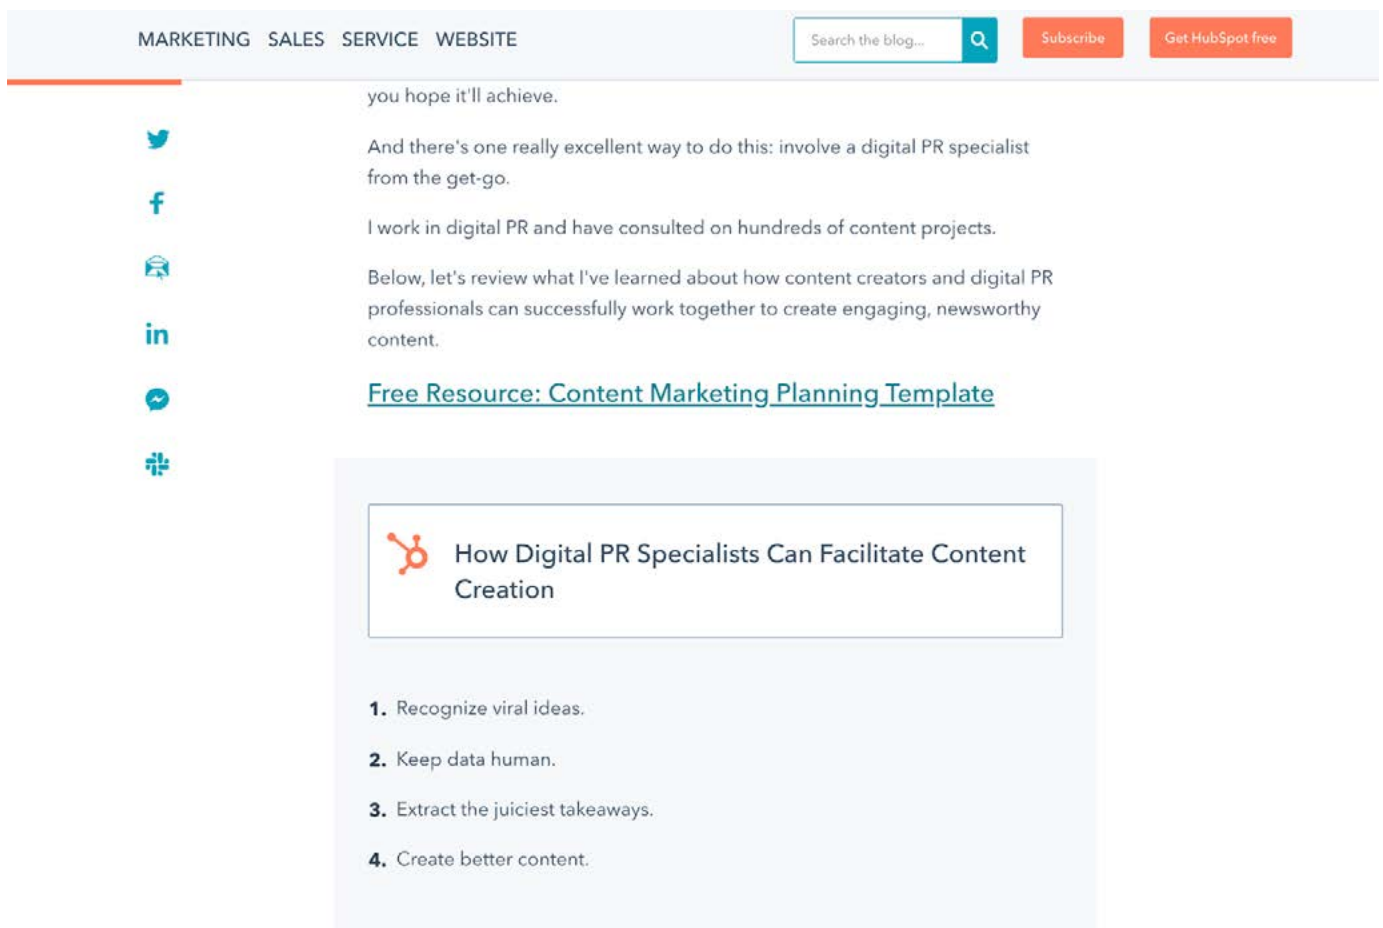 MARKETING SALES SERVICE WEBSITE
Search the blog...
Subscribe
Get HubSpot free
you hope it'll achieve.
And there's one really excellent way to do this: involve a digital PR specialist
from the get-go.
I work in digital PR and have consulted on hundreds of content projects.
Below, let's review what I've learned about how content creators and digital PR
professionals can successfully work together to create engaging, newsworthy
content.
Free Resource: Content Marketing Planning Template
How Digital PR Specialists Can Facilitate Content
Creation
1. Recognize viral ideas.
2. Keep data human.
3. Extract the juiciest takeaways.
4. Create better content.